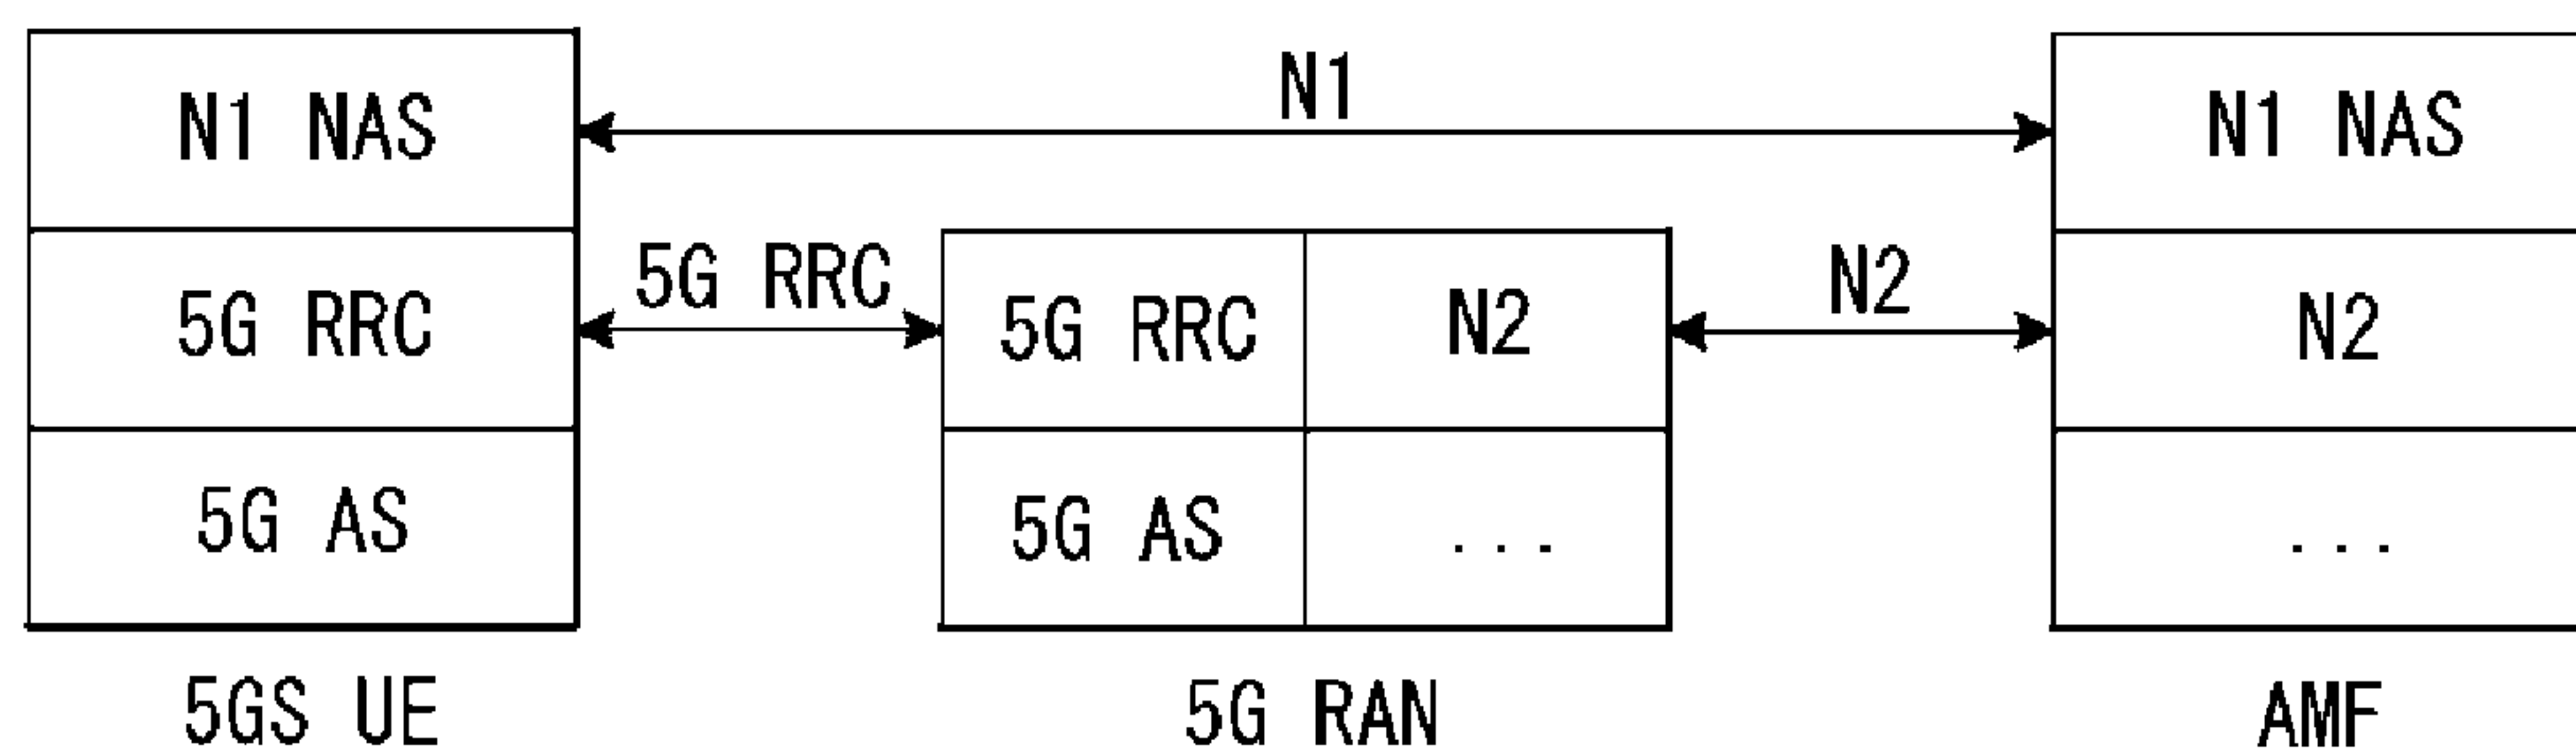 N1 NAS
N1
N1 NAS
5G RRC
5G RRC
5G RRC
N2
N2
N2
5G AS
5G AS
...
...
5GS UE
5G RAN
AMF